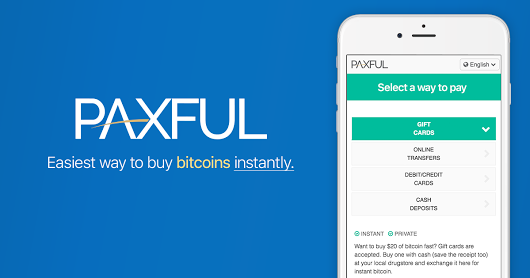 PAXFUL
Easiest way to buy bitcoins instantly.
PAXFUL
English
Select a way to pay
GIFT
CARDS
ONLINE
TRANSFERS
DEBIT/CREDIT
CARDS
CASH
DEPOSITS
INSTANT PRIVATE
Want to buy $20 of bitcoin fast? Gift cards are
accepted. Buy one with cash (save the receipt too)
at your local drugstore and exchange it here for
instant bitcoin.